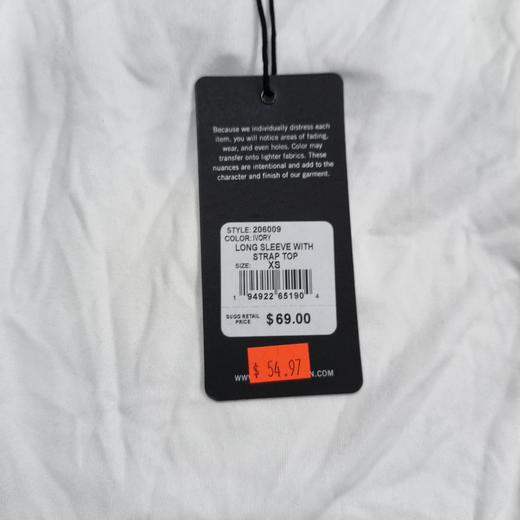 Because we individually distress each
item, you will notice areas of fading,
wear, and even holes. Color may
transfer onto lighter fabrics. These
nuances are intentional and add to the
character and finish of our garment.
STYLE: 206009
COLOR: IVORY
LONG SLEEVE WITH
STRAP TOP
SIZE: XS
1 94922 65190 4
SUGG RETAIL
PRICE $69.00
$ 54.97